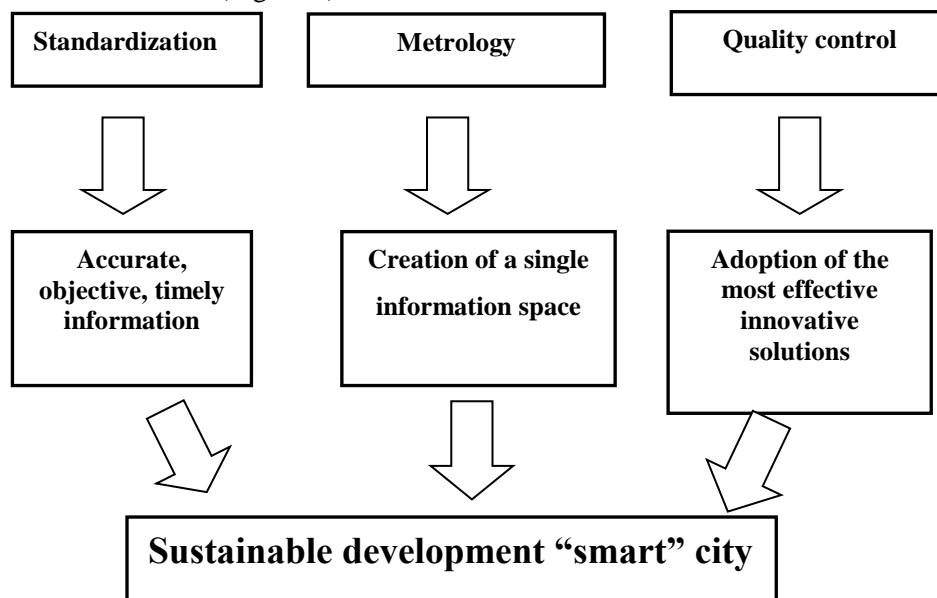 Standardization
Metrology
Quality control
Accurate,
objective, timely
information
Creation of a single
information space
Adoption of the
most effective
innovative
solutions
Sustainable development “smart” city